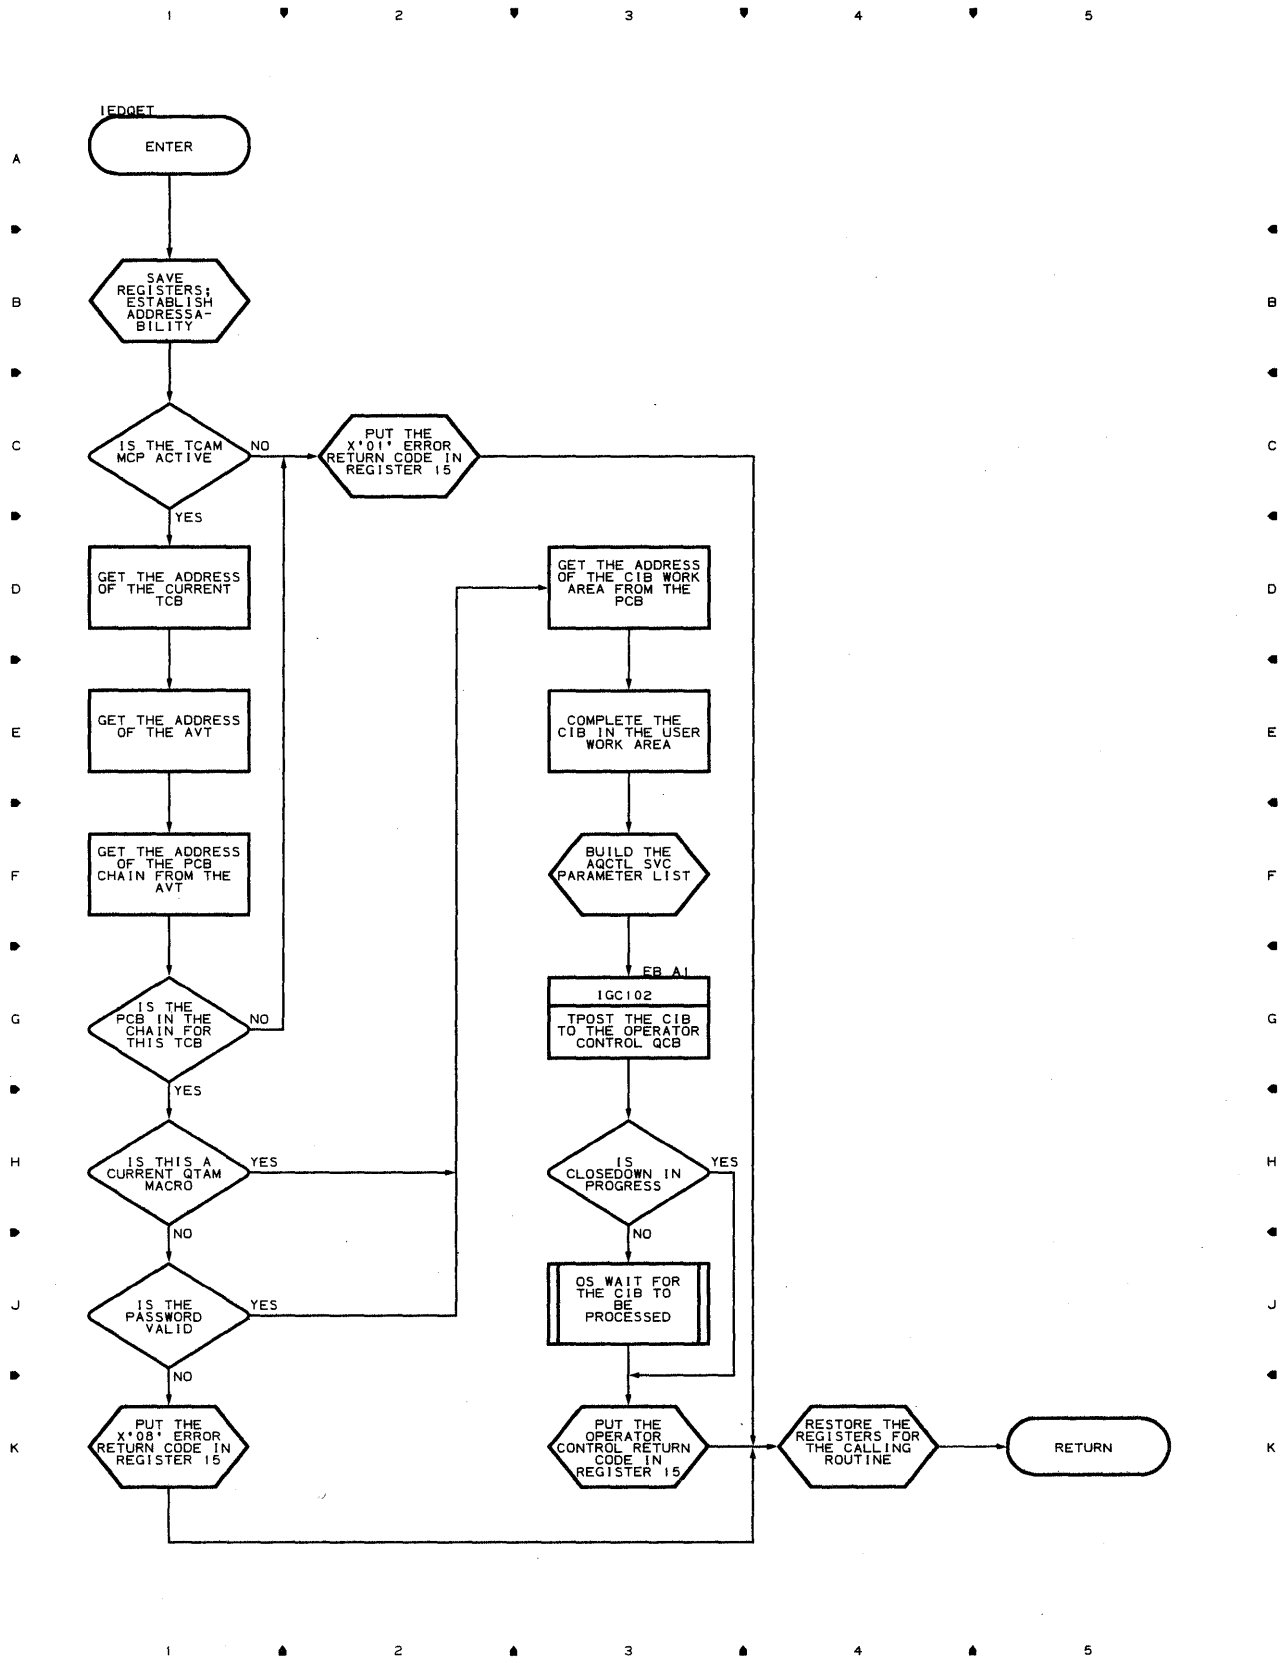 1 2 3 4 5
IEDQET
ENTER
A
SAVE
REGISTERS;
ESTABLISH
ADDRESSA-
BILITY
B B
IS THE TCAM
MCP ACTIVE
NO
YES
PUT THE
X'01' ERROR
RETURN CODE IN
REGISTER 15
C C
GET THE ADDRESS
OF THE CURRENT
TCB
GET THE ADDRESS
OF THE CIB WORK
AREA FROM THE
PCB
D D
GET THE ADDRESS
OF THE AVT
COMPLETE THE
CIB IN THE USER
WORK AREA
E E
GET THE ADDRESS
OF THE PCB
CHAIN FROM THE
AVT
BUILD THE
AQCTL SVC
PARAMETER LIST
F F
IS THE
PCB IN THE
CHAIN FOR
THIS TCB
NO
YES
EB A1
IGC102
TPOST THE CIB
TO THE OPERATOR
CONTROL QCB
G G
IS THIS A
CURRENT QTAM
MACRO
YES
NO
IS
CLOSEDOWN IN
PROGRESS
YES
NO
H H
IS THE
PASSWORD
VALID
YES
NO
OS WAIT FOR
THE CIB TO
BE
PROCESSED
J J
PUT THE
X'08' ERROR
RETURN CODE IN
REGISTER 15
PUT THE
OPERATOR
CONTROL RETURN
CODE IN
REGISTER 15
RESTORE THE
REGISTERS FOR
THE CALLING
ROUTINE
RETURN
K K
1 2 3 4 5